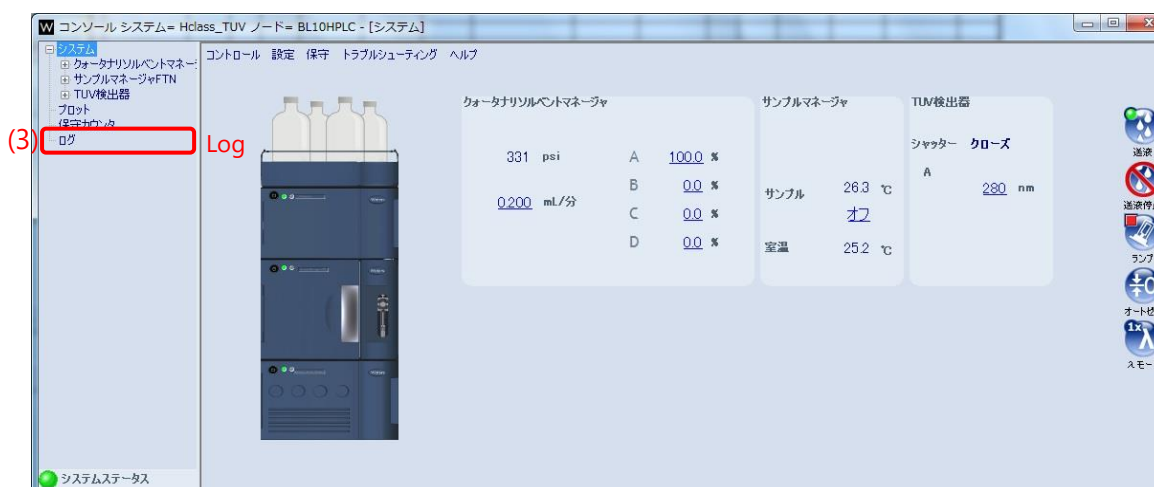 W コンソール システム= Hclass_TUV ノード= BL10HPLC - [システム]
システム
クォータナリソルベントマネー
サンプルマネージャFTN
TUV検出器
プロット
保守カウンタ
(3) ログ Log
コントロール 設定 保守 トラブルシューティング ヘルプ
クォータナリソルベントマネージャ
331 psi
0.200 mL/分
A 100.0 %
B 0.0 %
C 0.0 %
D 0.0 %
サンプルマネージャ
サンプル 26.3 ℃
オフ
室温 25.2 ℃
TUV検出器
シャッター クローズ
A
280 nm
送液
送液停
ランプ
オートゼ
1x λ
λモー
システムステータス